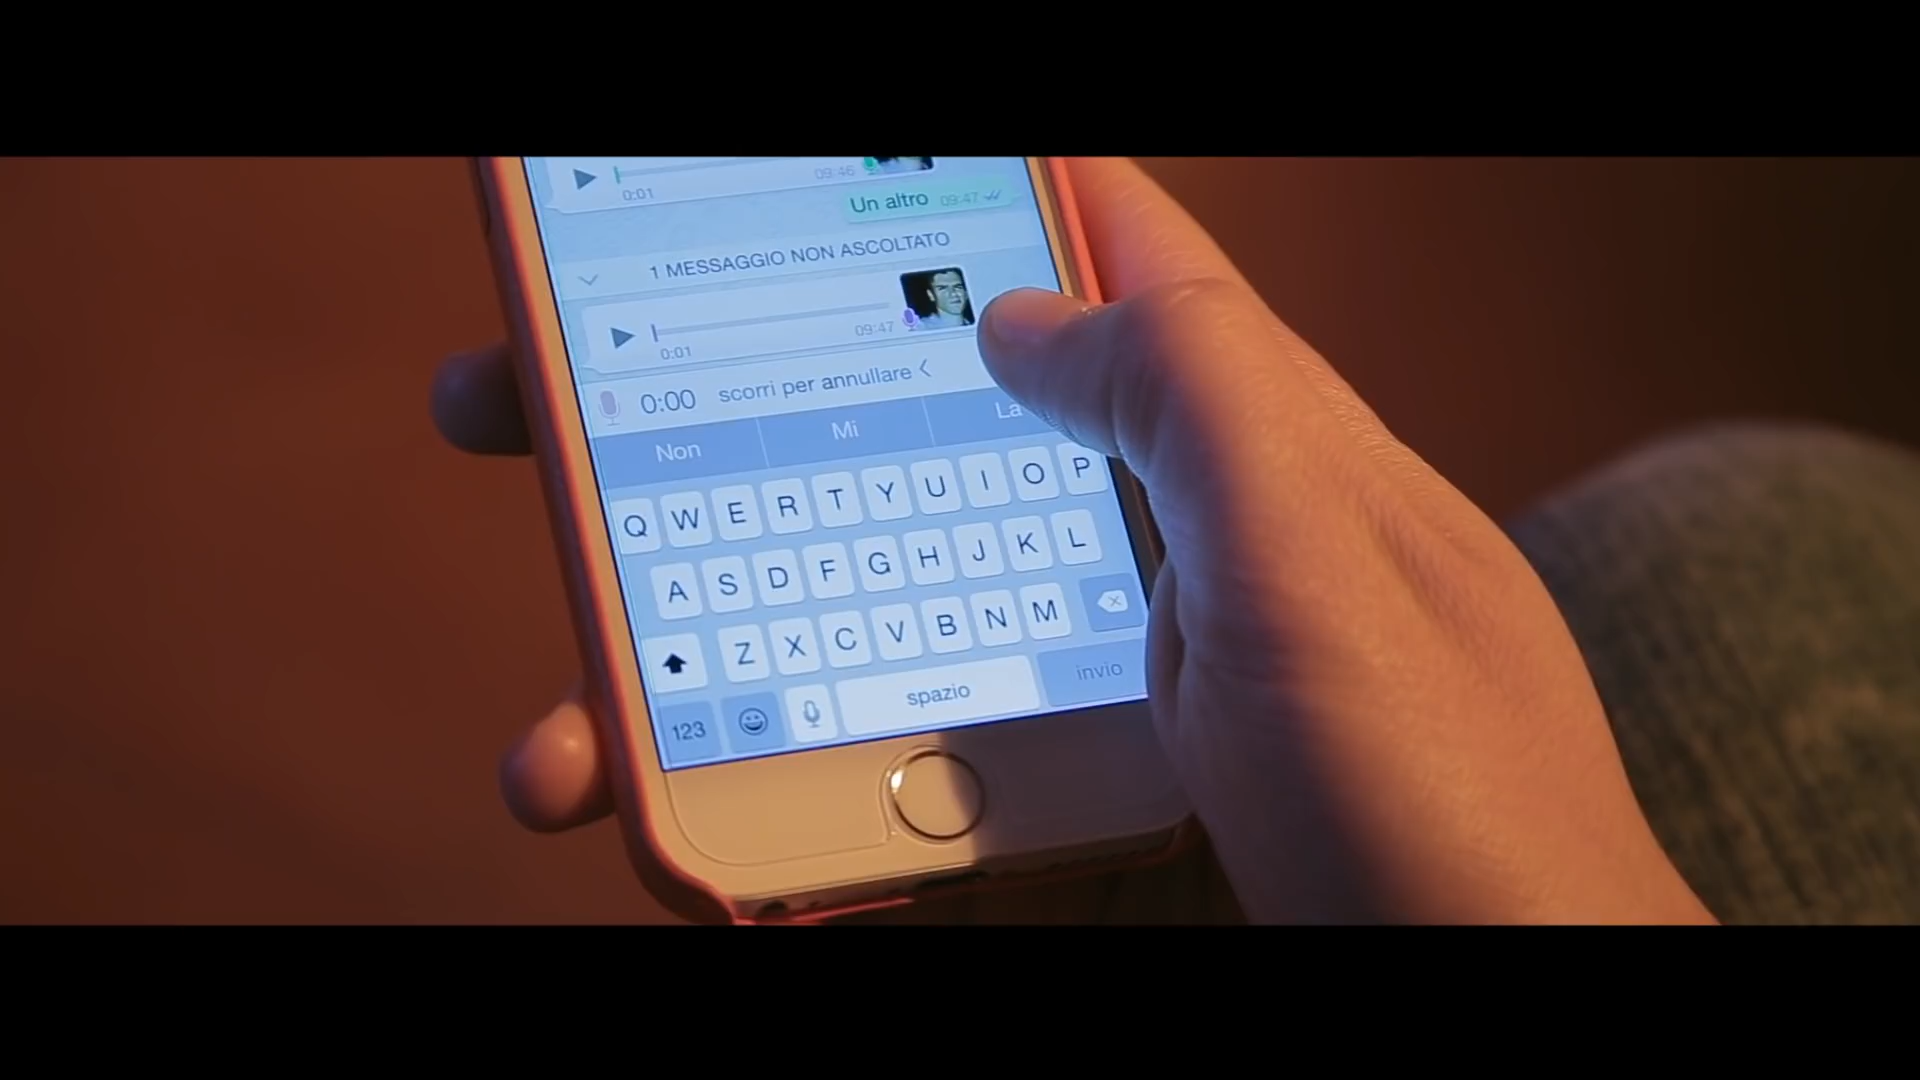 0:01 09:46
Un altro 09:47
1 MESSAGGIO NON ASCOLTATO
0:01 09:47
0:00 scorri per annullare <
Non Mi La
Q W E R T Y U I O P
A S D F G H J K L
Z X C V B N M
123 spazio invio